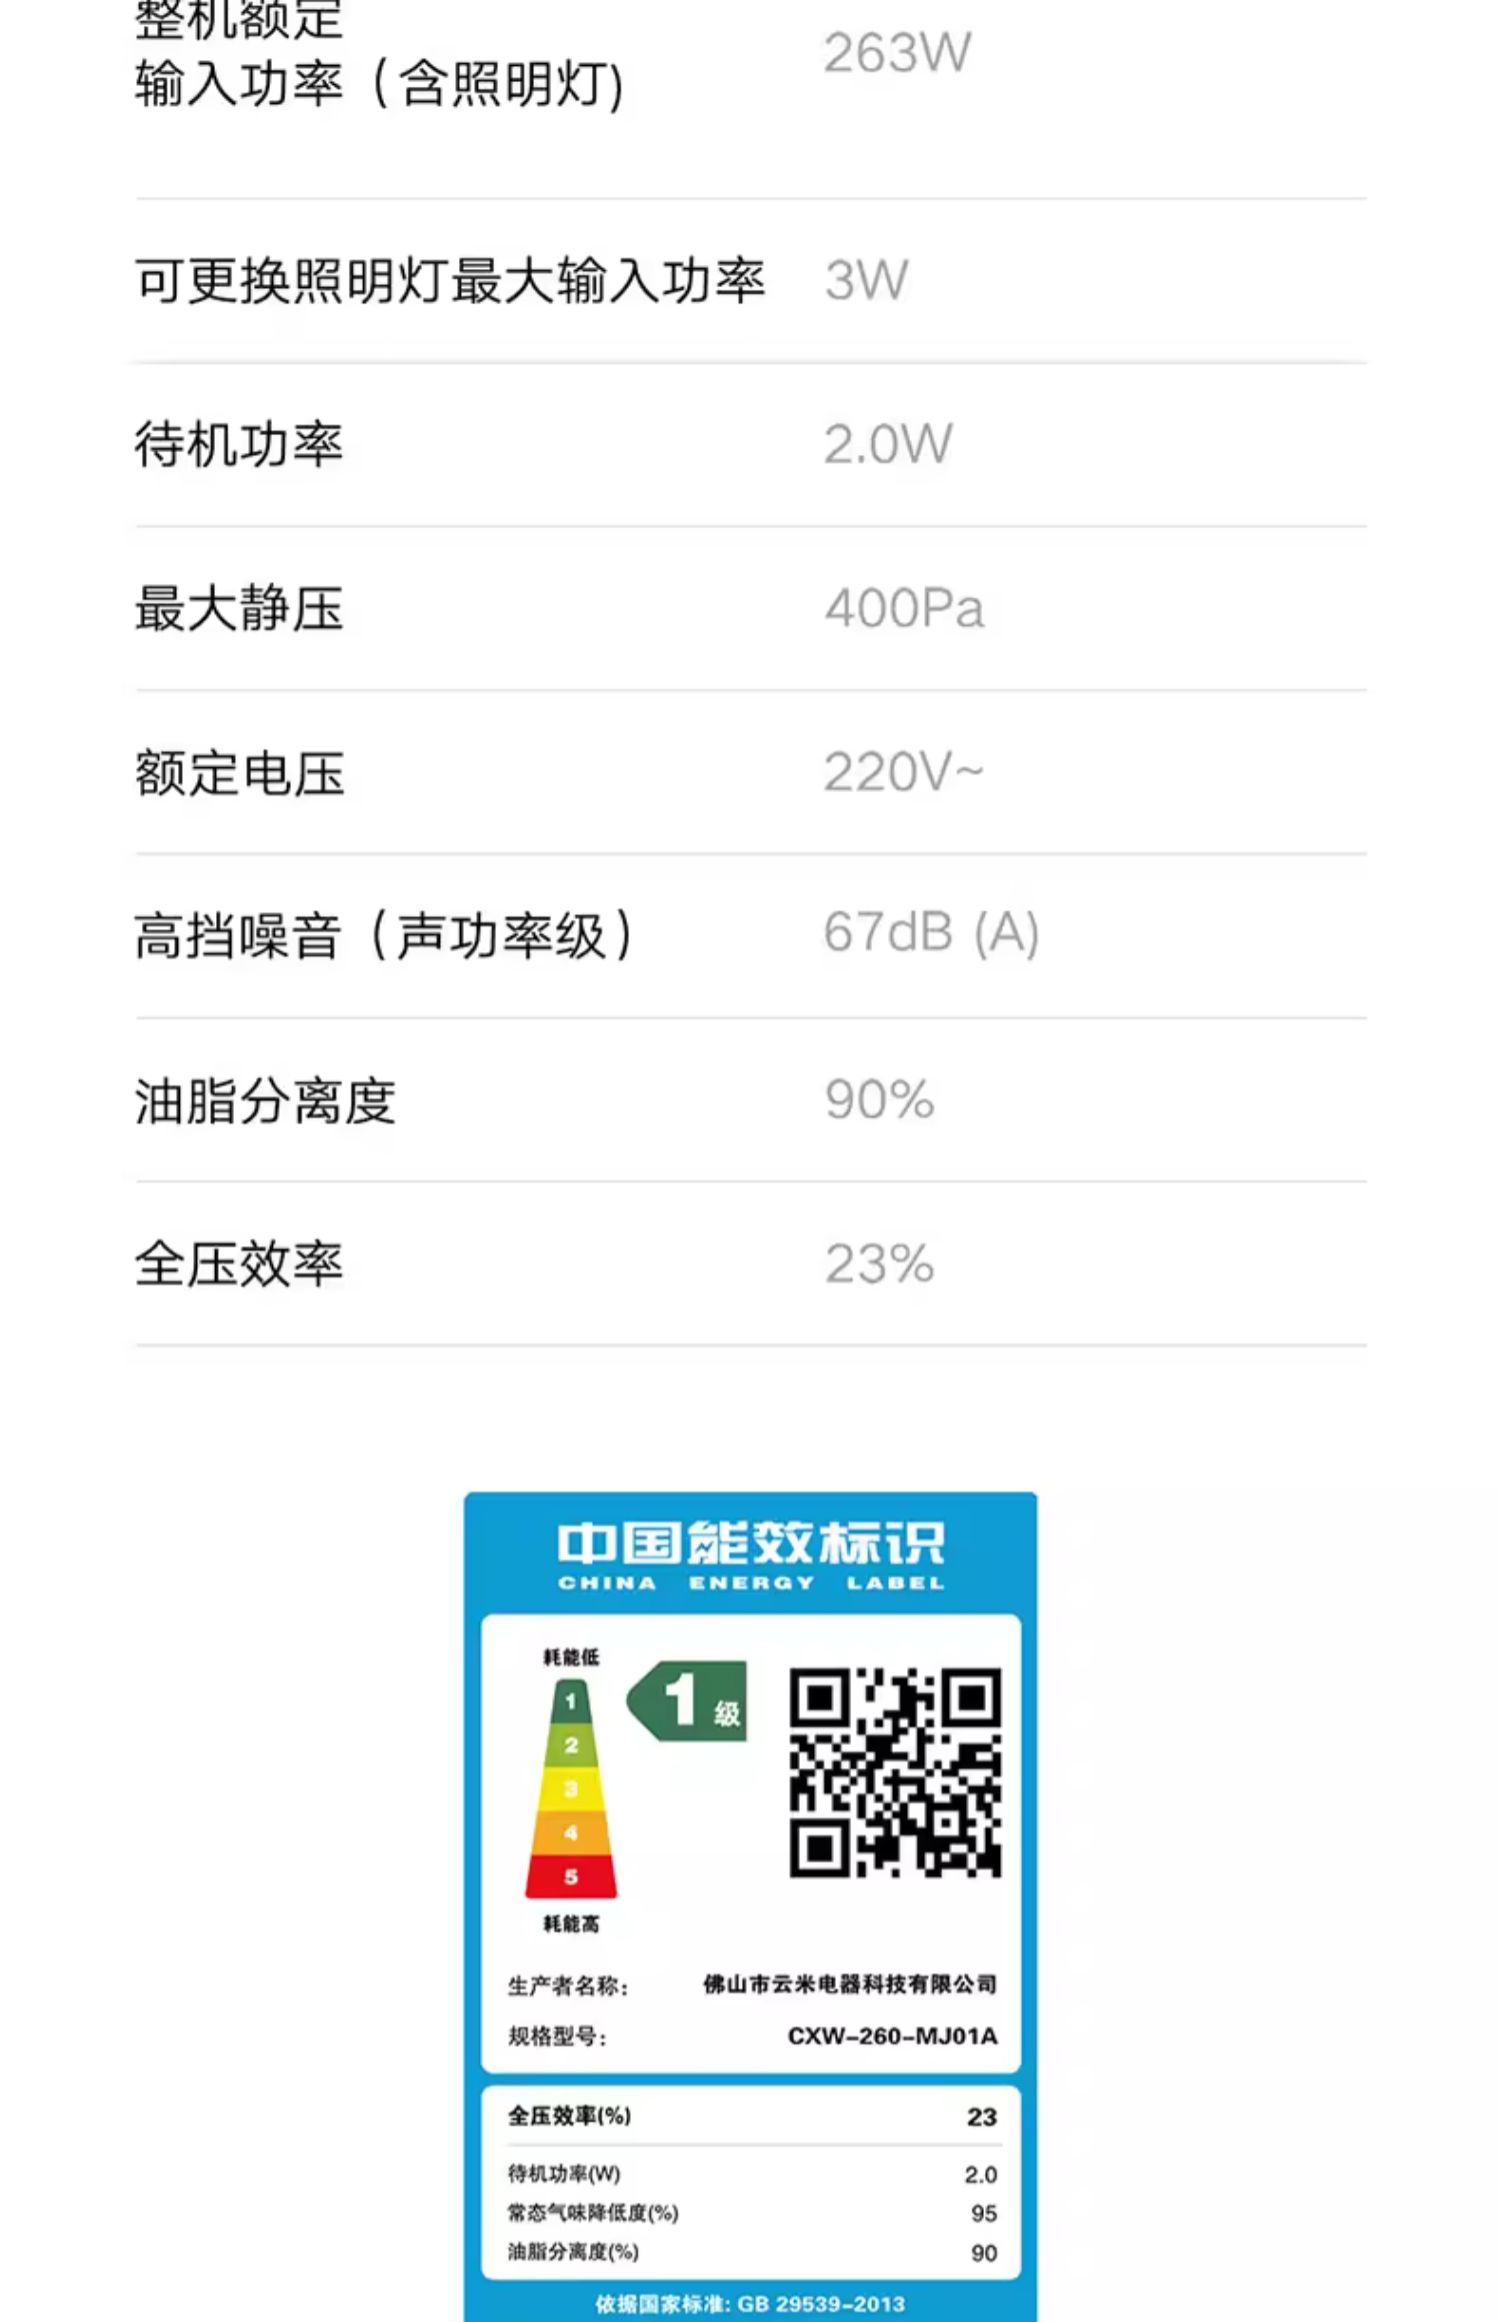 整机额定
输入功率（含照明灯)
263W
可更换照明灯最大输入功率 3W
待机功率 2.0W
最大静压 400Pa
额定电压 220V~
高挡噪音（声功率级） 67dB (A)
油脂分离度 90%
全压效率 23%
中国能效标识
CHINA ENERGY LABEL
耗能低
1
2
3
4
5
耗能高
1级
生产者名称: 佛山市云米电器科技有限公司
规格型号: CXW-260-MJ01A
全压效率(%) 23
待机功率(W) 2.0
常态气味降低度(%) 95
油脂分离度(%) 90
依据国家标准: GB 29539-2013